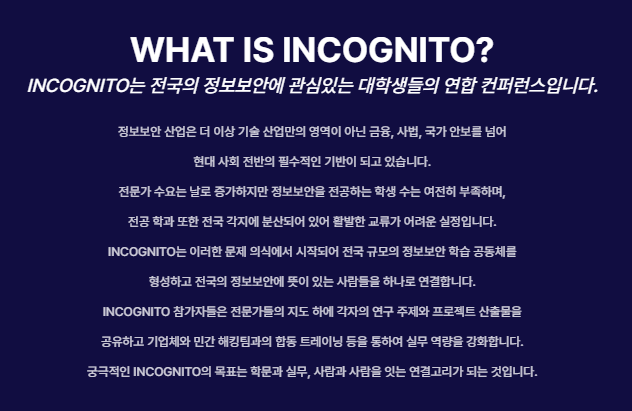 WHAT IS INCOGNITO?
INCOGNITO는 전국의 정보보안에 관심있는 대학생들의 연합 컨퍼런스입니다.
정보보안 산업은 더 이상 기술 산업만의 영역이 아닌 금융, 사법, 국가 안보를 넘어
현대 사회 전반의 필수적인 기반이 되고 있습니다.
전문가 수요는 날로 증가하지만 정보보안을 전공하는 학생 수는 여전히 부족하며,
전공 학과 또한 전국 각지에 분산되어 있어 활발한 교류가 어려운 실정입니다.
INCOGNITO는 이러한 문제 의식에서 시작되어 전국 규모의 정보보안 학습 공동체를
형성하고 전국의 정보보안에 뜻이 있는 사람들을 하나로 연결합니다.
INCOGNITO 참가자들은 전문가들의 지도 하에 각자의 연구 주제와 프로젝트 산출물을
공유하고 기업체와 민간 해킹팀과의 합동 트레이닝 등을 통하여 실무 역량을 강화합니다.
궁극적인 INCOGNITO의 목표는 학문과 실무, 사람과 사람을 잇는 연결고리가 되는 것입니다.